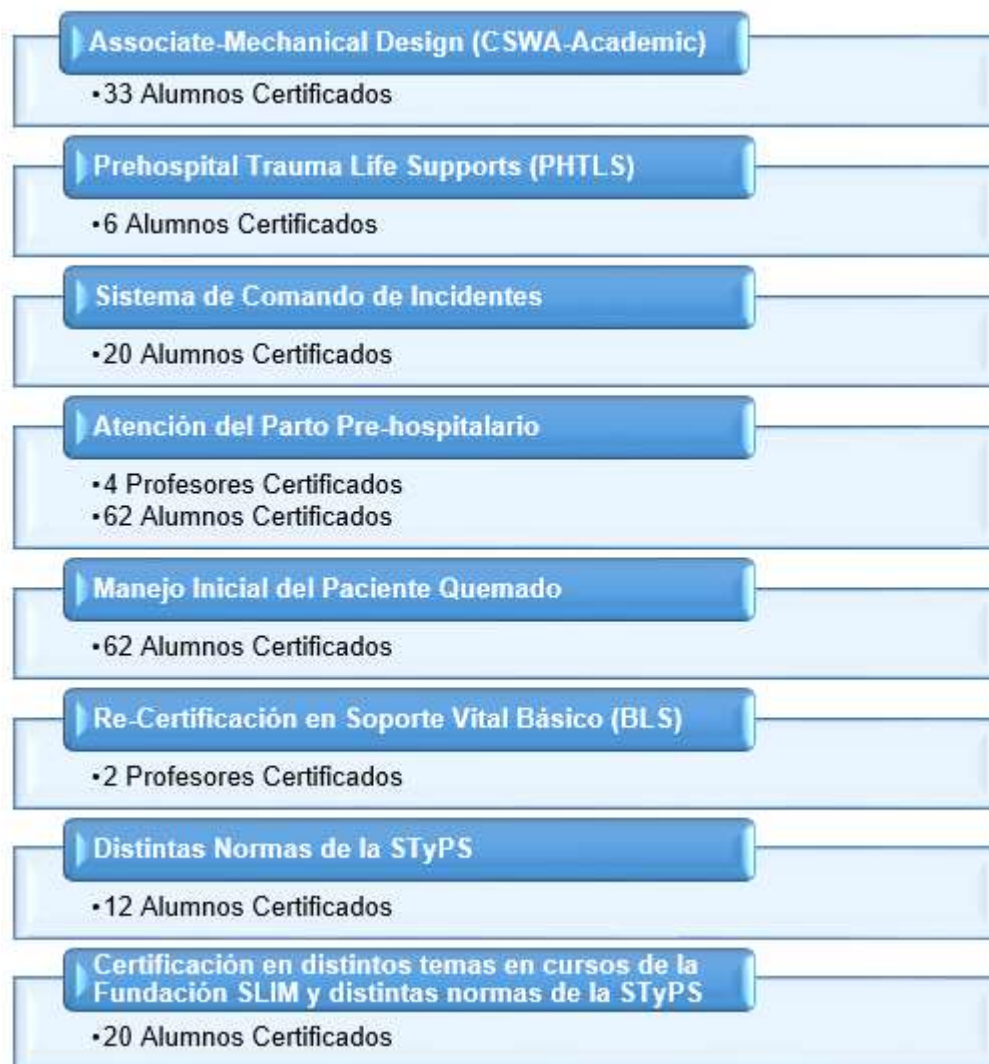 Associate-Mechanical Design (CSWA-Academic)
•33 Alumnos Certificados
Prehospital Trauma Life Supports (PHTLS)
•6 Alumnos Certificados
Sistema de Comando de Incidentes
•20 Alumnos Certificados
Atención del Parto Pre-hospitalario
•4 Profesores Certificados
•62 Alumnos Certificados
Manejo Inicial del Paciente Quemado
•62 Alumnos Certificados
Re-Certificación en Soporte Vital Básico (BLS)
•2 Profesores Certificados
Distintas Normas de la STyPS
•12 Alumnos Certificados
Certificación en distintos temas en cursos de la
Fundación SLIM y distintas normas de la STyPS
•20 Alumnos Certificados